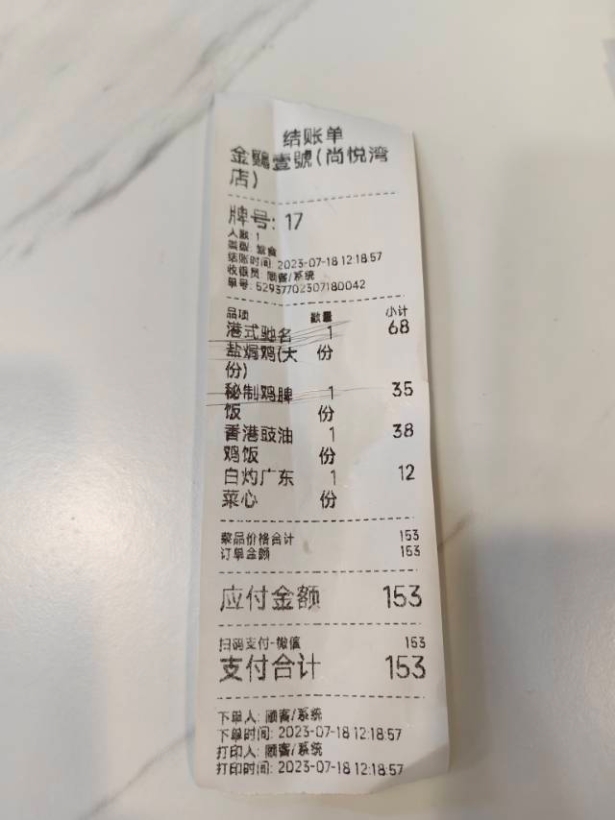 结账单
金鷄壹號(尚悦湾
店)
牌号: 17
人数: 1
类型: 堂食
结账时间: 2023-07-18 12:18:57
收银员: 顾客/系统
单号: 52937702307180042
品项 数量 小计
港式驰名 1 68
盐焗鸡(大 份
份)
秘制鸡脾 1 35
饭 份
香港豉油 1 38
鸡饭 份
白灼广东 1 12
菜心 份
菜品价格合计 153
订单金额 153
应付金额 153
扫码支付-微信 153
支付合计 153
下单人: 顾客/系统
下单时间: 2023-07-18 12:18:57
打印人: 顾客/系统
打印时间: 2023-07-18 12:18:57